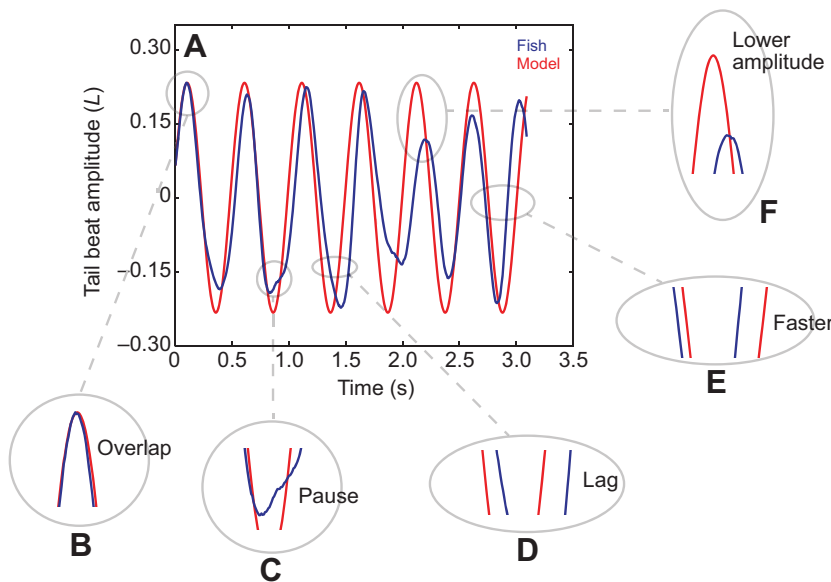 A
Fish
Model
Tail beat amplitude (L)
0.30
0.15
0
−0.15
−0.30
0
0.5
1.0
1.5
2.0
2.5
3.0
3.5
Time (s)
Lower
amplitude
F
Faster
E
Overlap
B
Pause
C
Lag
D